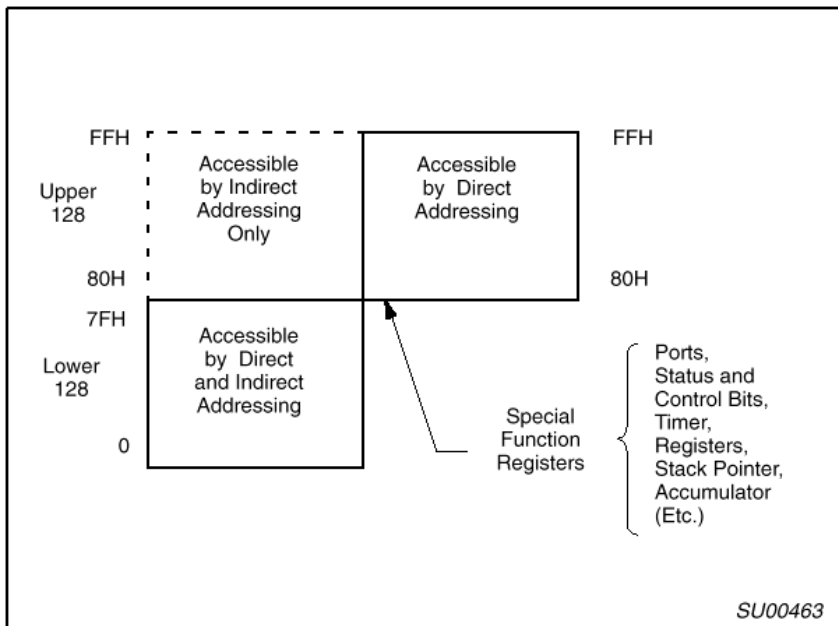 FFH
Upper
128
80H
7FH
Lower
128
0
Accessible
by Indirect
Addressing
Only
Accessible
by Direct
Addressing
FFH
80H
Accessible
by Direct
and Indirect
Addressing
Special
Function
Registers
Ports,
Status and
Control Bits,
Timer,
Registers,
Stack Pointer,
Accumulator
(Etc.)
SU00463